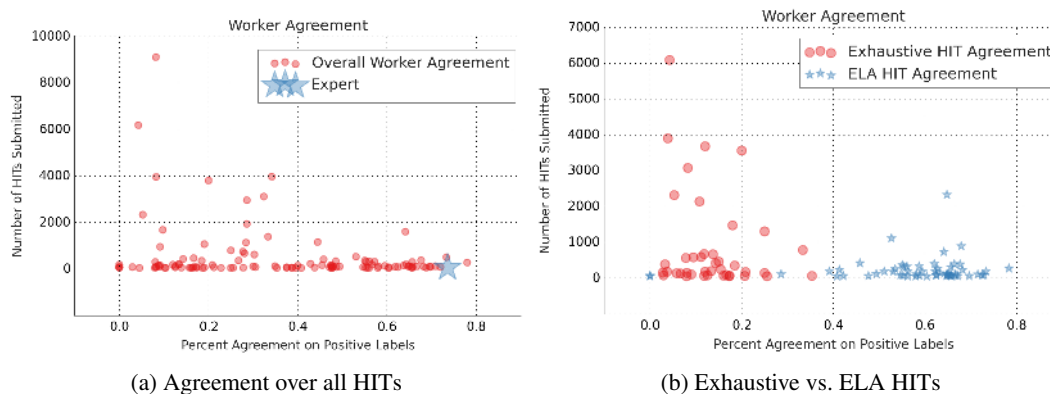 Worker Agreement
Overall Worker Agreement
Expert
10000
8000
6000
4000
2000
0
Number of HITs Submitted
0.0 0.2 0.4 0.6 0.8
Percent Agreement on Positive Labels
(a) Agreement over all HITs
Worker Agreement
Exhaustive HIT Agreement
ELA HIT Agreement
7000
6000
5000
4000
3000
2000
1000
0
-1000
Number of HITs Submitted
0.0 0.2 0.4 0.6 0.8
Percent Agreement on Positive Labels
(b) Exhaustive vs. ELA HITs